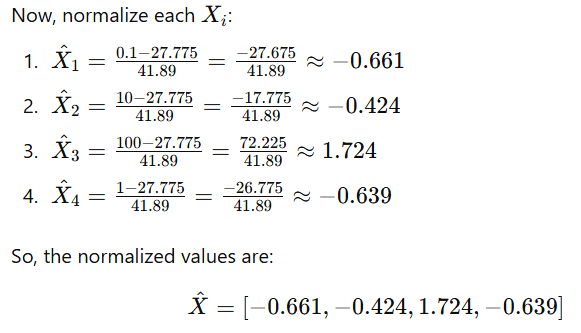 Now, normalize each $X_i$:
1. $\hat{X}_1 = \frac{0.1-27.775}{41.89} = \frac{-27.675}{41.89} \approx -0.661$
2. $\hat{X}_2 = \frac{10-27.775}{41.89} = \frac{-17.775}{41.89} \approx -0.424$
3. $\hat{X}_3 = \frac{100-27.775}{41.89} = \frac{72.225}{41.89} \approx 1.724$
4. $\hat{X}_4 = \frac{1-27.775}{41.89} = \frac{-26.775}{41.89} \approx -0.639$
So, the normalized values are:
$\hat{X} = [-0.661, -0.424, 1.724, -0.639]$